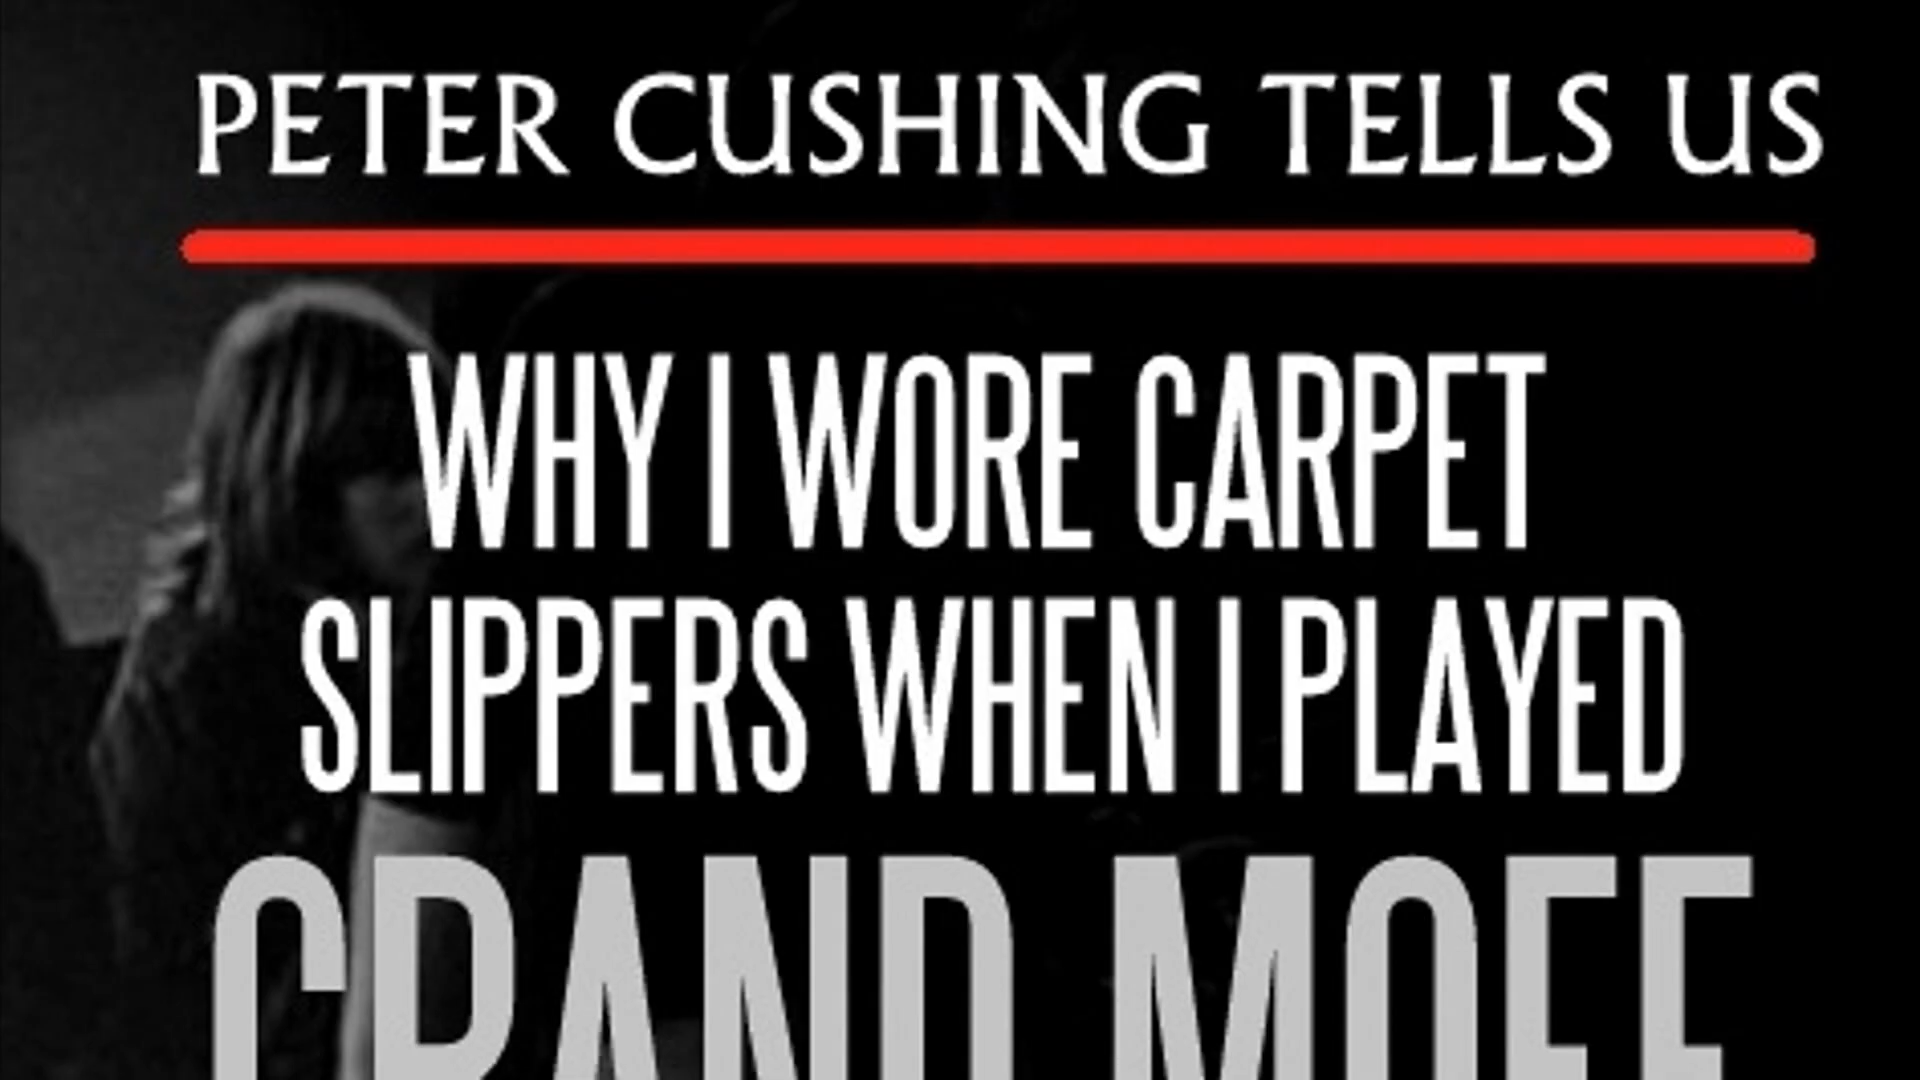 PETER CUSHING TELLS US
WHY I WORE CARPET
SLIPPERS WHEN I PLAYED
GRAND MOFF